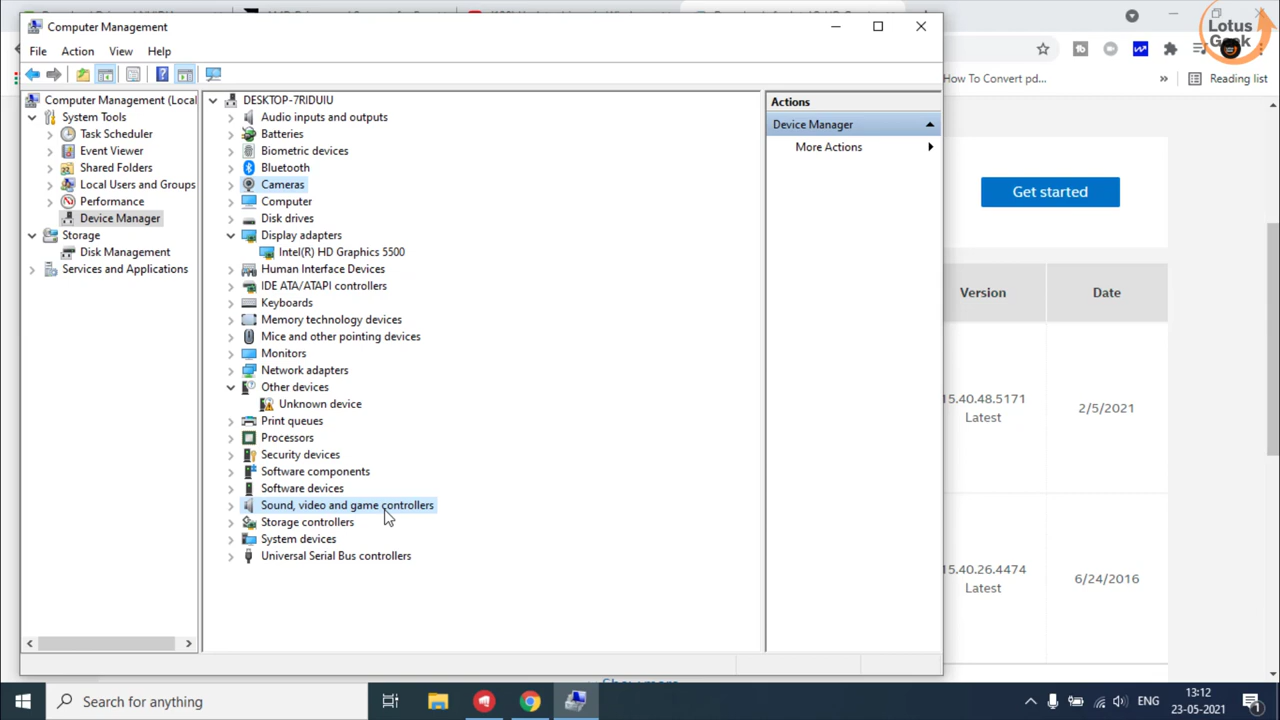 Computer Management
Lotus
Geek
File Action View Help
How To Convert pd...
»
Reading list
Computer Management (Local
System Tools
Task Scheduler
Event Viewer
Shared Folders
Local Users and Groups
Performance
Device Manager
Storage
Disk Management
Services and Applications
DESKTOP-7RIDUIU
Audio inputs and outputs
Batteries
Biometric devices
Bluetooth
Cameras
Computer
Disk drives
Display adapters
Intel(R) HD Graphics 5500
Human Interface Devices
IDE ATA/ATAPI controllers
Keyboards
Memory technology devices
Mice and other pointing devices
Monitors
Network adapters
Other devices
Unknown device
Print queues
Processors
Security devices
Software components
Software devices
Sound, video and game controllers
Storage controllers
System devices
Universal Serial Bus controllers
Actions
Device Manager
More Actions
Get started
Version Date
15.40.48.5171
Latest
2/5/2021
15.40.26.4474
Latest
6/24/2016
Search for anything
ENG
13:12
23-05-2021
1